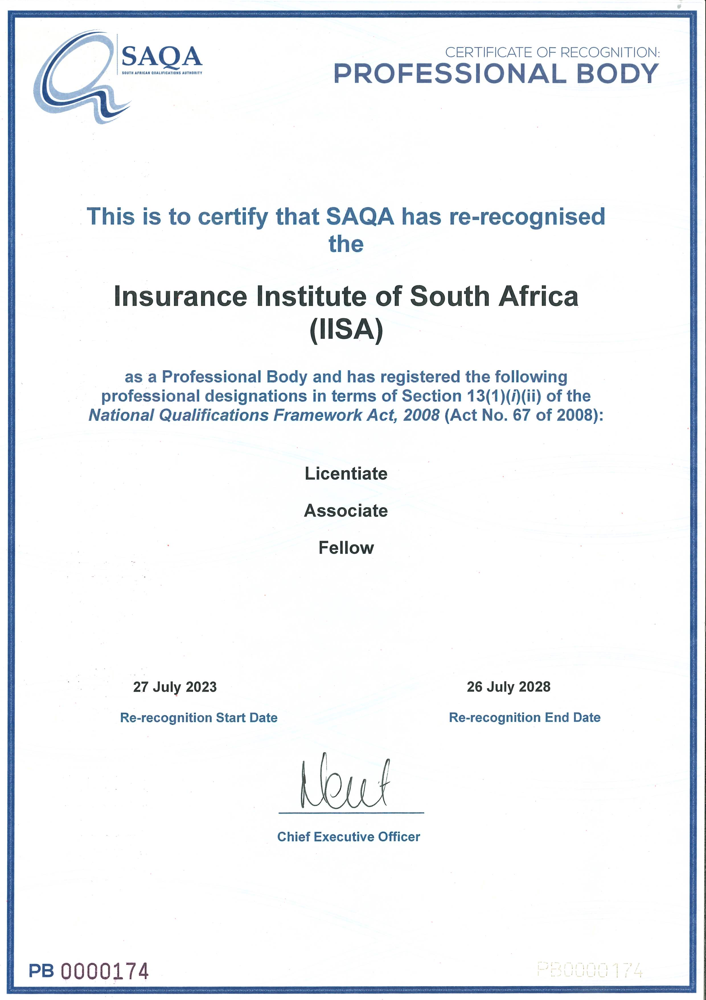 SAQA
SOUTH AFRICAN QUALIFICATIONS AUTHORITY
CERTIFICATE OF RECOGNITION:
PROFESSIONAL BODY
This is to certify that SAQA has re-recognised
the
Insurance Institute of South Africa
(IISA)
as a Professional Body and has registered the following
professional designations in terms of Section 13(1)(i)(ii) of the
National Qualifications Framework Act, 2008 (Act No. 67 of 2008):
Licentiate
Associate
Fellow
27 July 2023
26 July 2028
Re-recognition Start Date
Re-recognition End Date
Chief Executive Officer
PB 0000174
PB0000174